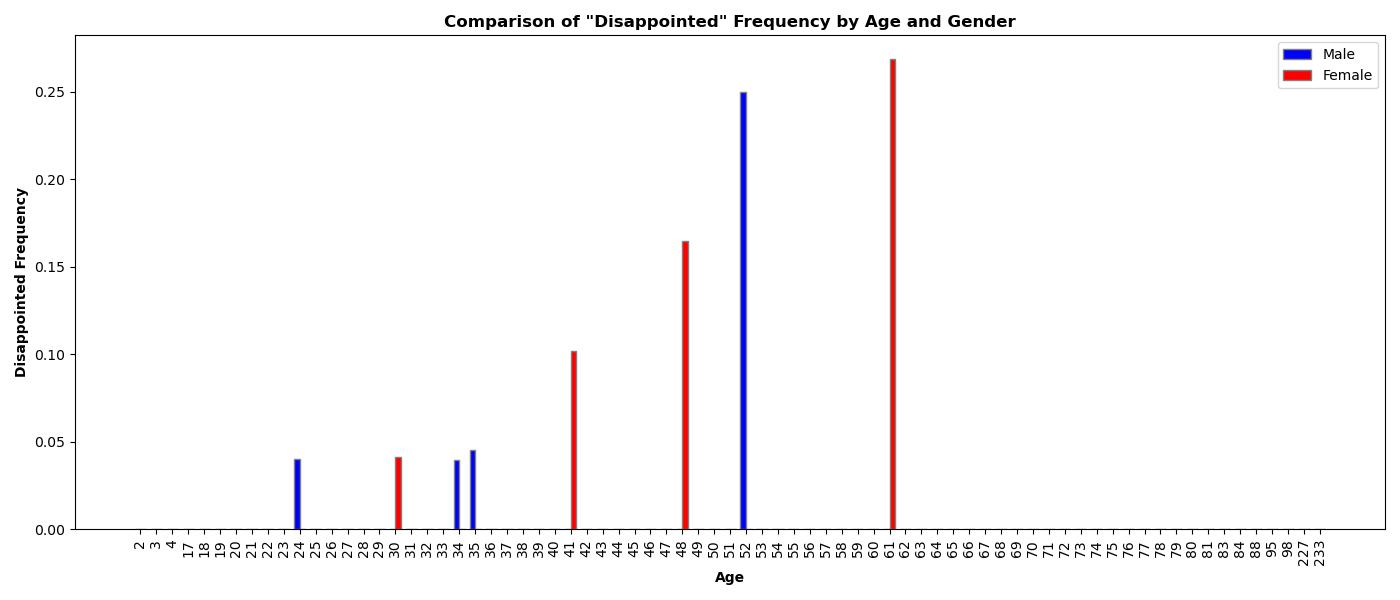 Comparison of "Disappointed" Frequency by Age and Gender
Male
Female
Disappointed Frequency
0.25
0.20
0.15
0.10
0.05
0.00
2 3 4 17 18 19 20 21 22 23 24 25 26 27 28 29 30 31 32 33 34 35 36 37 38 39 40 41 42 43 44 45 46 47 48 49 50 51 52 53 54 55 56 57 58 59 60 61 62 63 64 65 66 67 68 69 70 71 72 73 74 75 76 77 78 79 80 81 83 84 88 95 98 227 233
Age